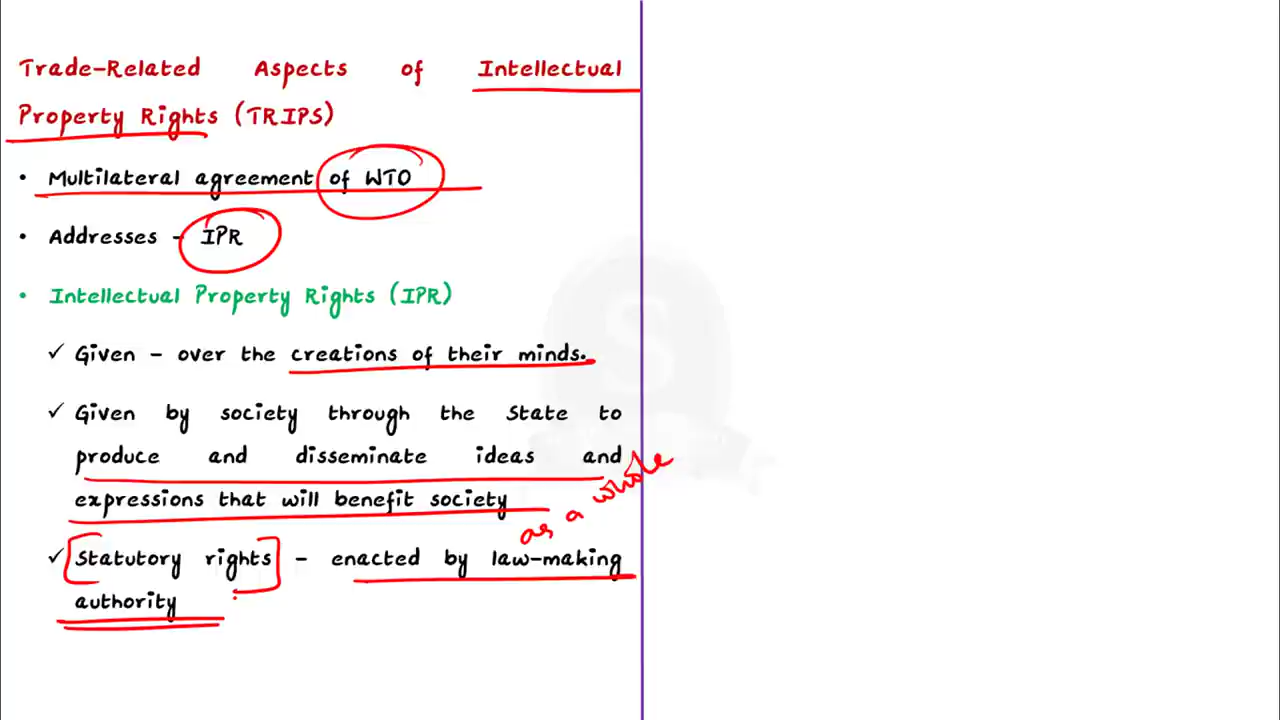 Trade-Related Aspects of Intellectual
Property Rights (TRIPS)
• Multilateral agreement of WTO
• Addresses - IPR
• Intellectual Property Rights (IPR)
✓ Given - over the creations of their minds.
✓ Given by society through the State to
produce and disseminate ideas and
expressions that will benefit society
as a whole
✓ Statutory rights - enacted by law-making
authority